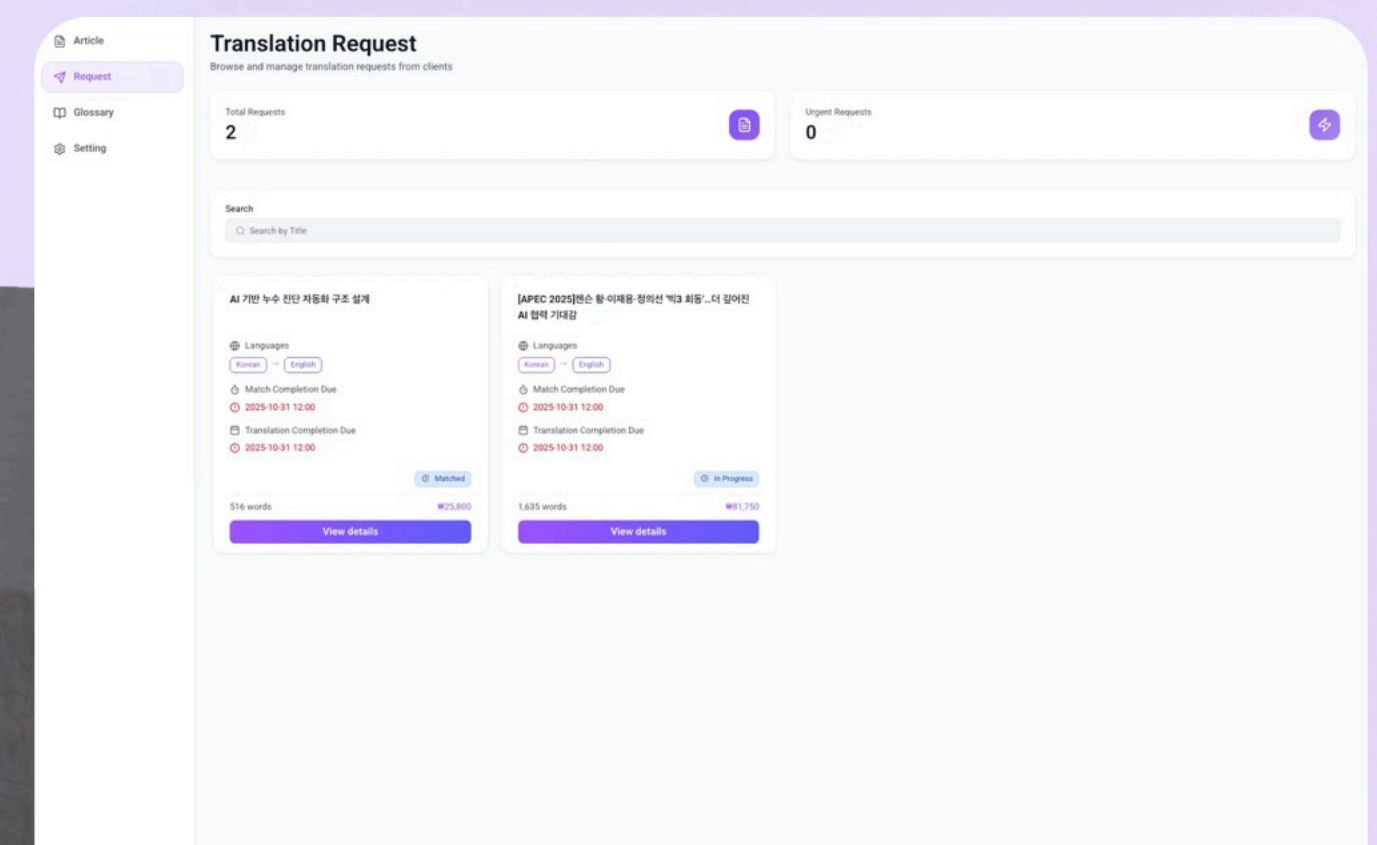 Article
Request
Glossary
Setting
Translation Request
Browse and manage translation requests from clients
Total Requests
2
Urgent Requests
0
Search
Search by Title
AI 기반 누수 진단 자동화 구조 설계
Languages
Korean → English
Match Completion Due
2025-10-31 12:00
Translation Completion Due
2025-10-31 12:00
Matched
516 words
₩25,800
View details
[APEC 2025]젠슨 황·이재용·정의선 '빅3 회동'…더 깊어진
AI 협력 기대감
Languages
Korean → English
Match Completion Due
2025-10-31 12:00
Translation Completion Due
2025-10-31 12:00
In Progress
1,635 words
₩81,750
View details